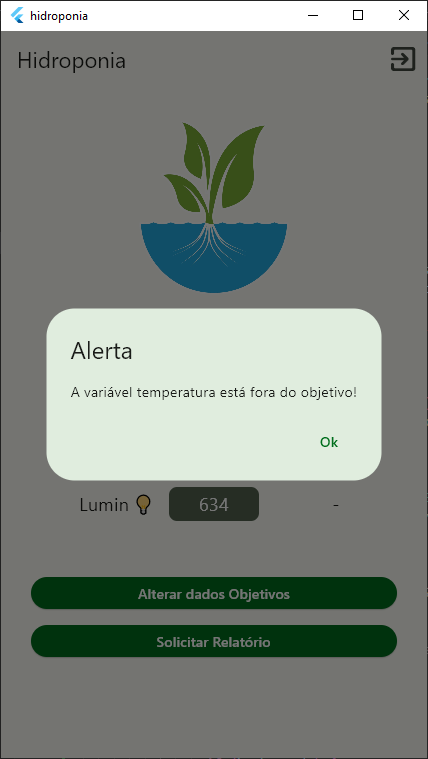 hidroponia
Hidroponia
Alerta
A variável temperatura está fora do objetivo!
Ok
Lumin 634 -
Alterar dados Objetivos
Solicitar Relatório